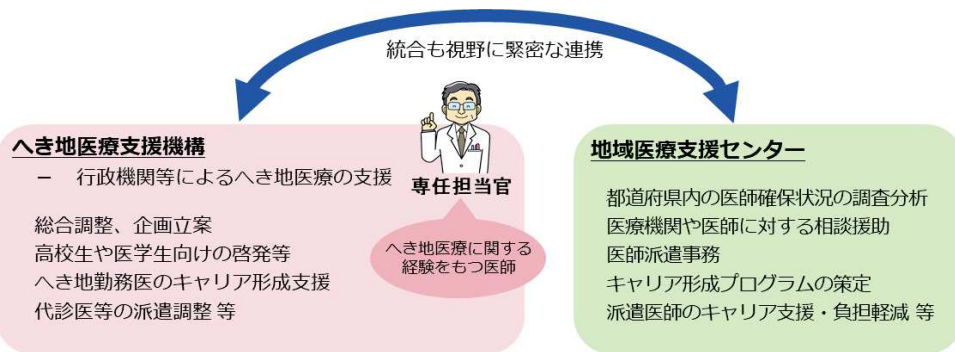 統合も視野に緊密な連携
へき地医療支援機構
－ 行政機関等によるへき地医療の支援
総合調整、企画立案
高校生や医学生向けの啓発等
へき地勤務医のキャリア形成支援
代診医等の派遣調整 等
専任担当官
へき地医療に関する
経験をもつ医師
地域医療支援センター
都道府県内の医師確保状況の調査分析
医療機関や医師に対する相談援助
医師派遣事務
キャリア形成プログラムの策定
派遣医師のキャリア支援・負担軽減 等